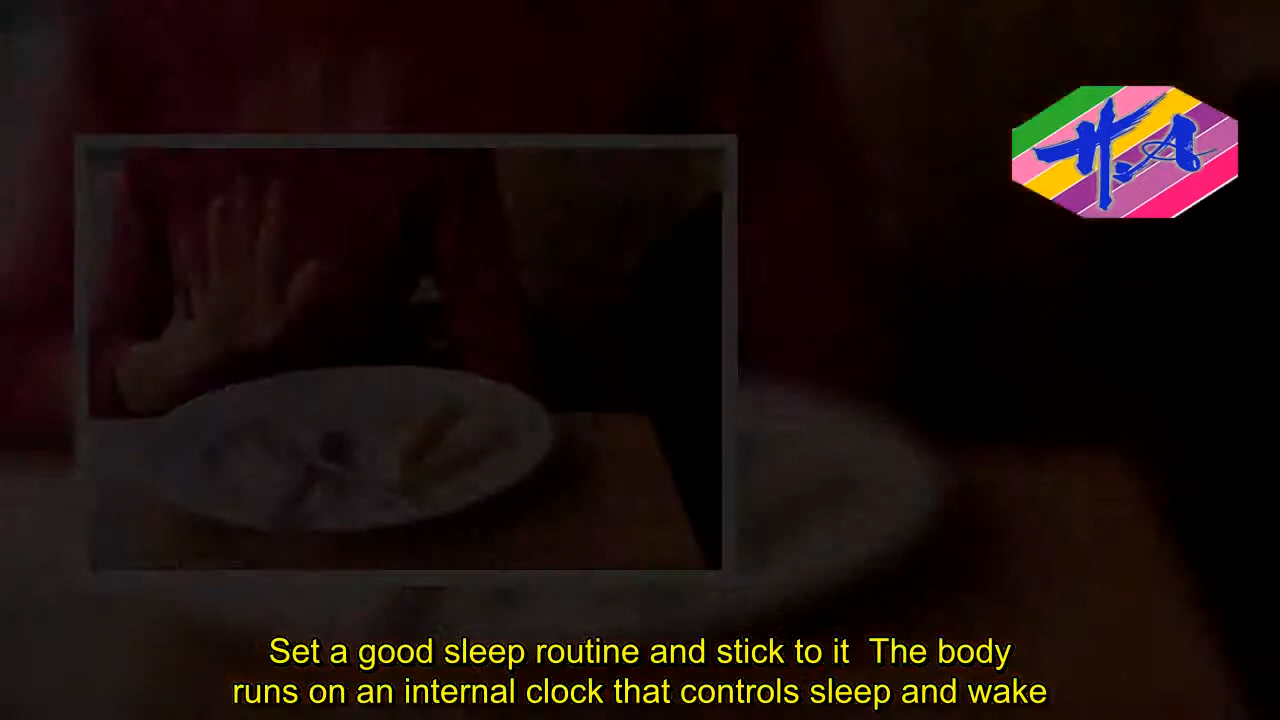 H.A
Set a good sleep routine and stick to it  The body
runs on an internal clock that controls sleep and wake